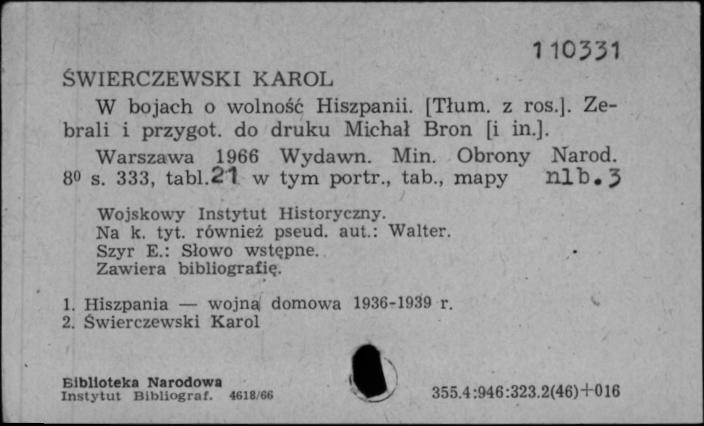 110331
ŚWIERCZEWSKI KAROL
W bojach o wolność Hiszpanii. [Tłum. z ros.]. Ze-
brali i przygot. do druku Michał Bron [i in.].
Warszawa 1966 Wydawn. Min. Obrony Narod.
8⁰ s. 333, tabl. 21 w tym portr., tab., mapy nlb. 3
Wojskowy Instytut Historyczny.
Na k. tyt. również pseud. aut.: Walter.
Szyr E.: Słowo wstępne.
Zawiera bibliografię.
1. Hiszpania — wojna domowa 1936-1939 r.
2. Świerczewski Karol
Biblioteka Narodowa
Instytut Bibliograf. 4618/66 355.4:946:323.2(46)+016